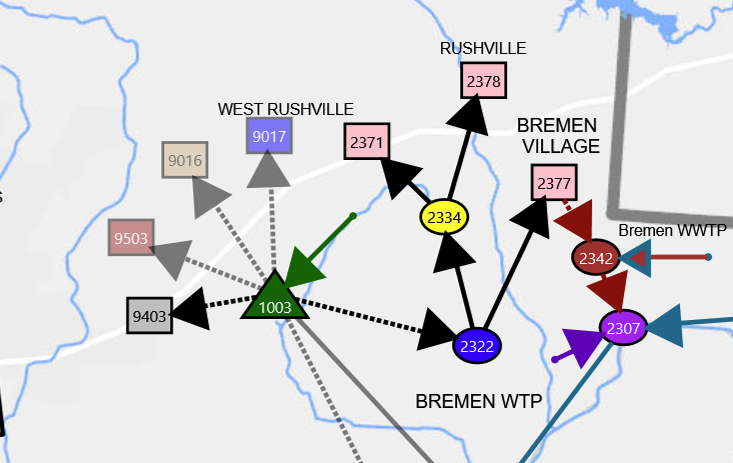 RUSHVILLE
2378
WEST RUSHVILLE
9017
2371
BREMEN
VILLAGE
9016
2377
2334
9503
Bremen WWTP
2342
9403
1003
2307
2322
BREMEN WTP